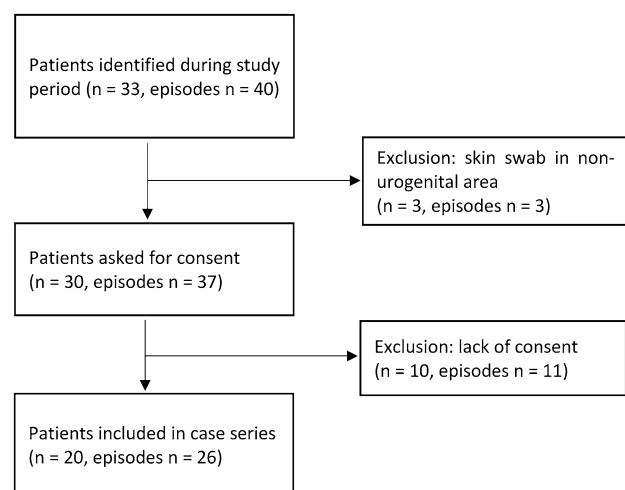 Patients identified during study
period (n = 33, episodes n = 40)
Exclusion: skin swab in non-
urogenital area
(n = 3, episodes n = 3)
Patients asked for consent
(n = 30, episodes n = 37)
Exclusion: lack of consent
(n = 10, episodes n = 11)
Patients included in case series
(n = 20, episodes n = 26)